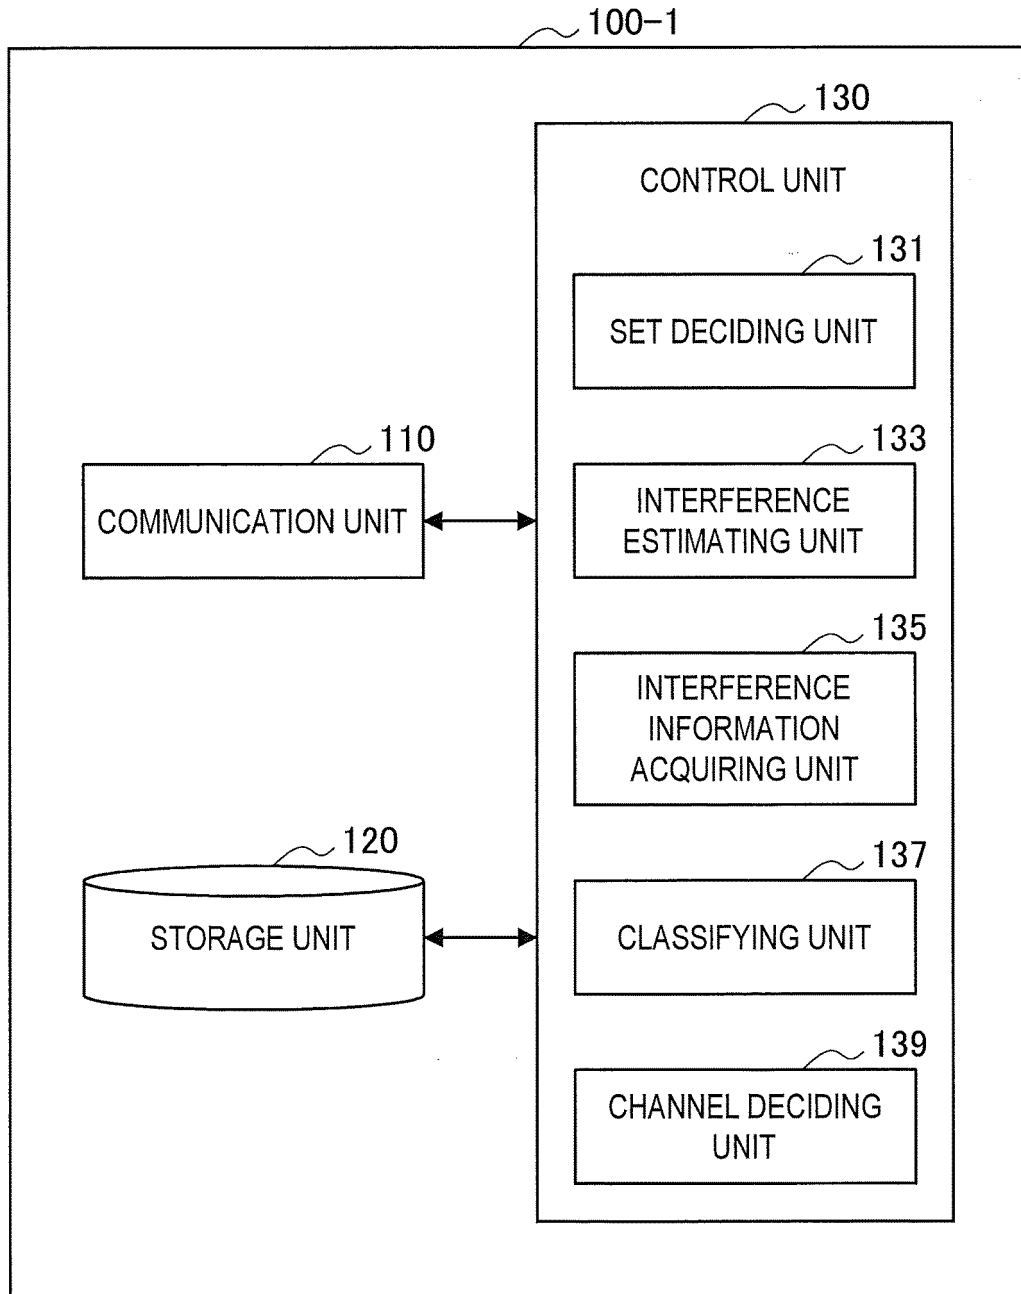 100-1
130
CONTROL UNIT
131
SET DECIDING UNIT
110
COMMUNICATION UNIT
133
INTERFERENCE
ESTIMATING UNIT
135
INTERFERENCE
INFORMATION
ACQUIRING UNIT
120
STORAGE UNIT
137
CLASSIFYING UNIT
139
CHANNEL DECIDING
UNIT